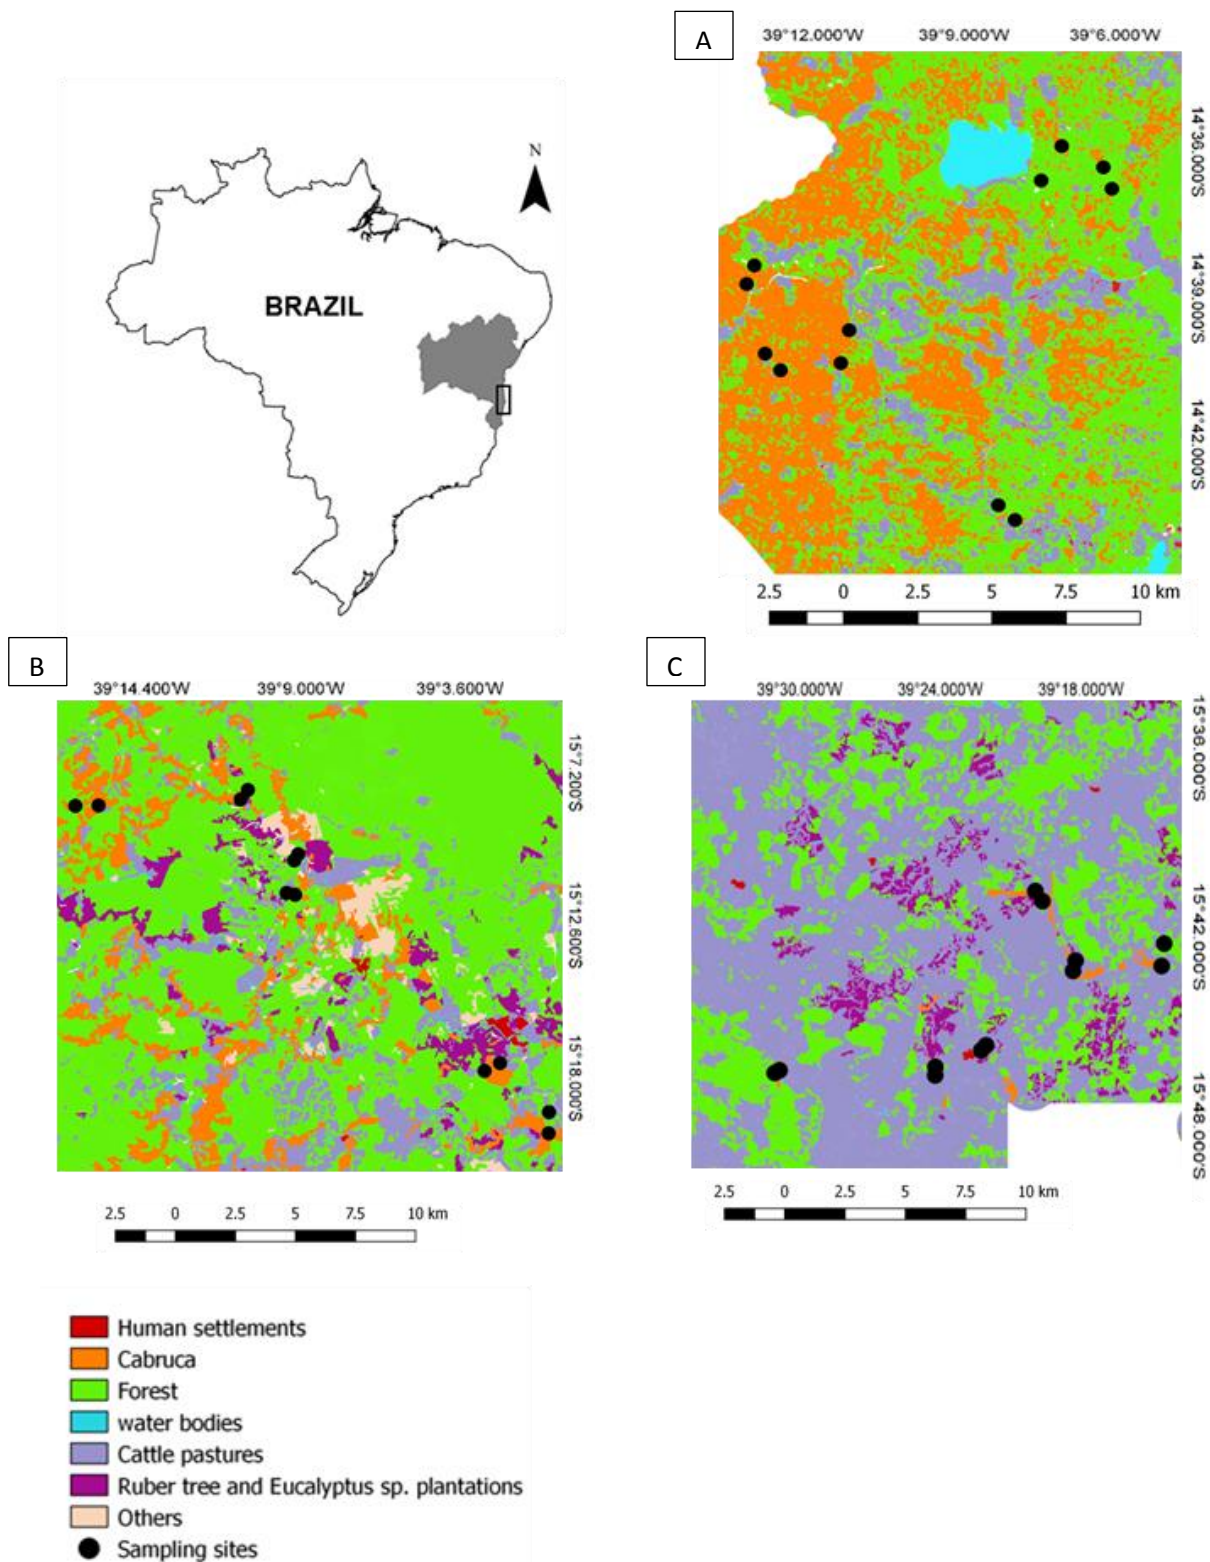 A
39°12.000'W 39°9.000'W 39°6.000'W
14°36.000'S
14°39.000'S
14°42.000'S
N
BRAZIL
2.5 0 2.5 5 7.5 10 km
B
39°14.400'W 39°9.000'W 39°3.600'W
15°7.200'S
15°12.600'S
15°18.000'S
2.5 0 2.5 5 7.5 10 km
C
39°30.000'W 39°24.000'W 39°18.000'W
15°36.000'S
15°42.000'S
15°48.000'S
2.5 0 2.5 5 7.5 10 km
Human settlements
Cabruca
Forest
water bodies
Cattle pastures
Ruber tree and Eucalyptus sp. plantations
Others
Sampling sites